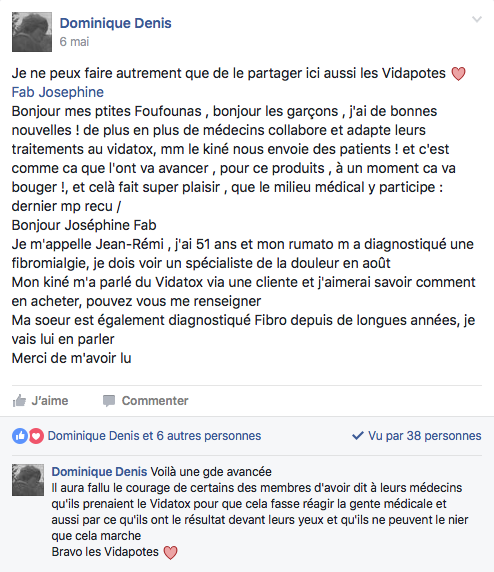 Dominique Denis
6 mai
Je ne peux faire autrement que de le partager ici aussi les Vidapotes
Fab Josephine
Bonjour mes ptites Foufounas , bonjour les garçons , j'ai de bonnes
nouvelles ! de plus en plus de médecins collabore et adapte leurs
traitements au vidatox, mm le kiné nous envoie des patients ! et c'est
comme ca que l'ont va avancer , pour ce produits , à un moment ca va
bouger !, et celà fait super plaisir , que le milieu médical y participe :
dernier mp recu /
Bonjour Joséphine Fab
Je m'appelle Jean-Rémi , j'ai 51 ans et mon rumato m a diagnostiqué une
fibromialgie, je dois voir un spécialiste de la douleur en août
Mon kiné m'a parlé du Vidatox via une cliente et j'aimerai savoir comment
en acheter, pouvez vous me renseigner
Ma soeur est également diagnostiqué Fibro depuis de longues années, je
vais lui en parler
Merci de m'avoir lu
J'aime Commenter
Dominique Denis et 6 autres personnes Vu par 38 personnes
Dominique Denis Voilà une gde avancée
Il aura fallu le courage de certains des membres d'avoir dit à leurs médecins
qu'ils prenaient le Vidatox pour que cela fasse réagir la gente médicale et
aussi par ce qu'ils ont le résultat devant leurs yeux et qu'ils ne peuvent le nier
que cela marche
Bravo les Vidapotes